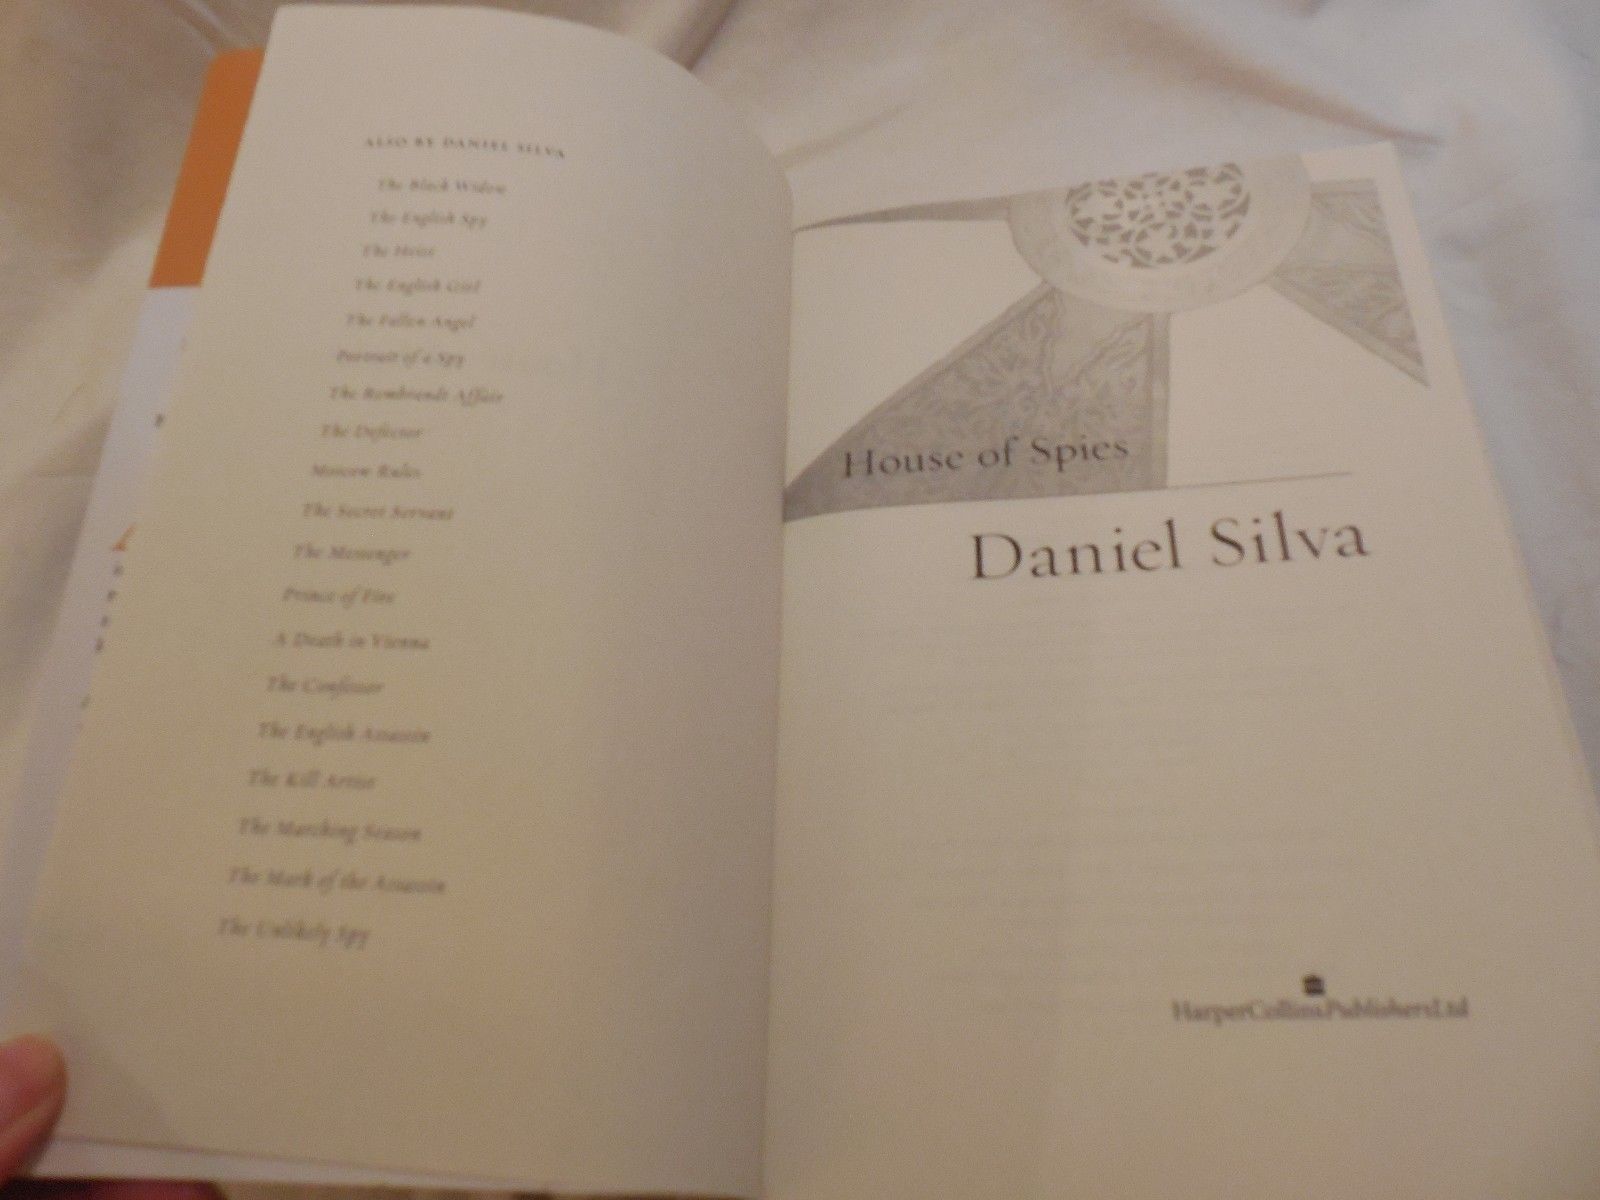 ALSO BY DANIEL SILVA
The Black Widow
The English Spy
The Heist
The English Girl
The Fallen Angel
Portrait of a Spy
The Rembrandt Affair
The Defector
Moscow Rules
The Secret Servant
The Messenger
Prince of Fire
A Death in Vienna
The Confessor
The English Assassin
The Kill Artist
The Marching Season
The Mark of the Assassin
The Unlikely Spy
House of Spies
Daniel Silva
HarperCollinsPublishersLtd